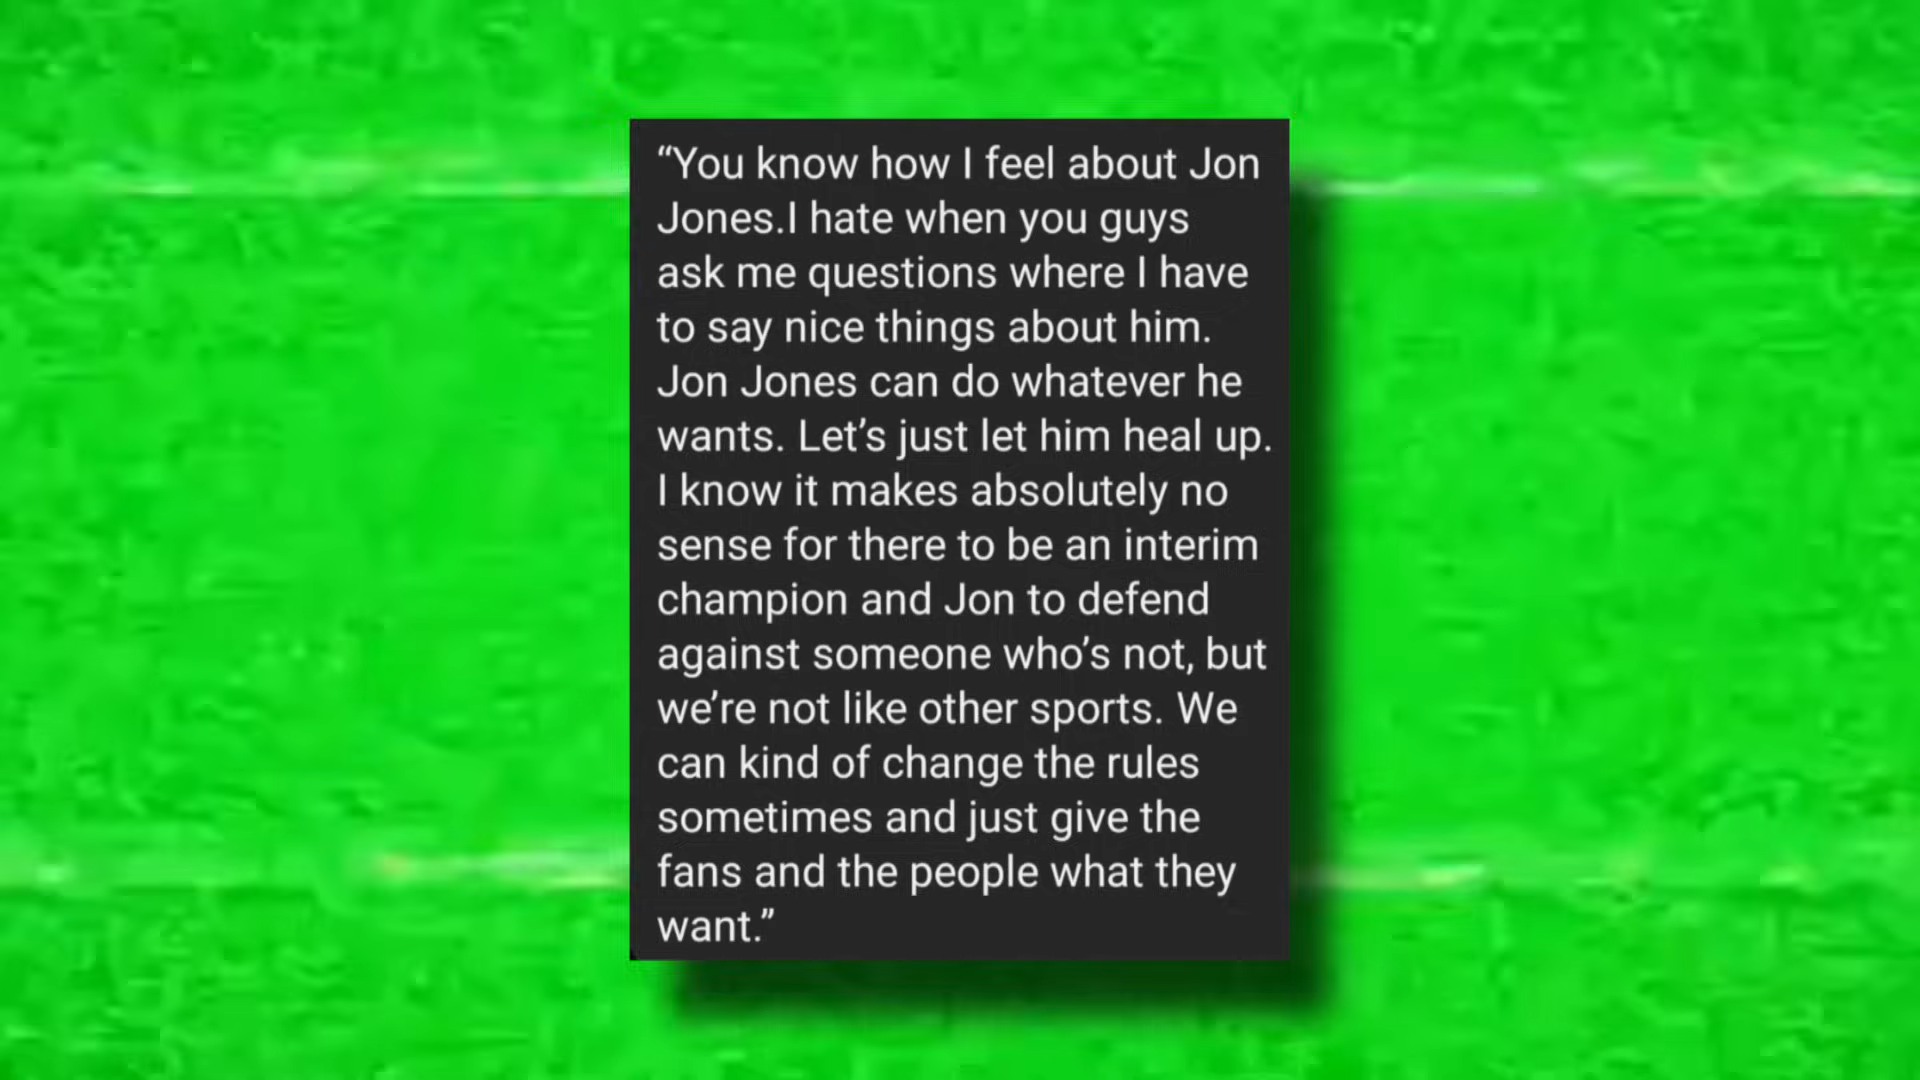 “You know how I feel about Jon
Jones.I hate when you guys
ask me questions where I have
to say nice things about him.
Jon Jones can do whatever he
wants. Let’s just let him heal up.
I know it makes absolutely no
sense for there to be an interim
champion and Jon to defend
against someone who’s not, but
we’re not like other sports. We
can kind of change the rules
sometimes and just give the
fans and the people what they
want.”